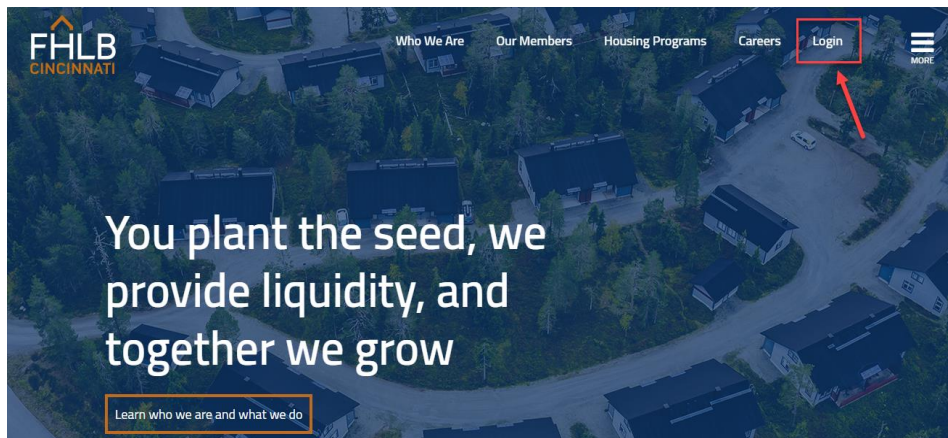 FHLB
CINCINNATI
Who We Are
Our Members
Housing Programs
Careers
Login
MORE
You plant the seed, we
provide liquidity, and
together we grow
Learn who we are and what we do